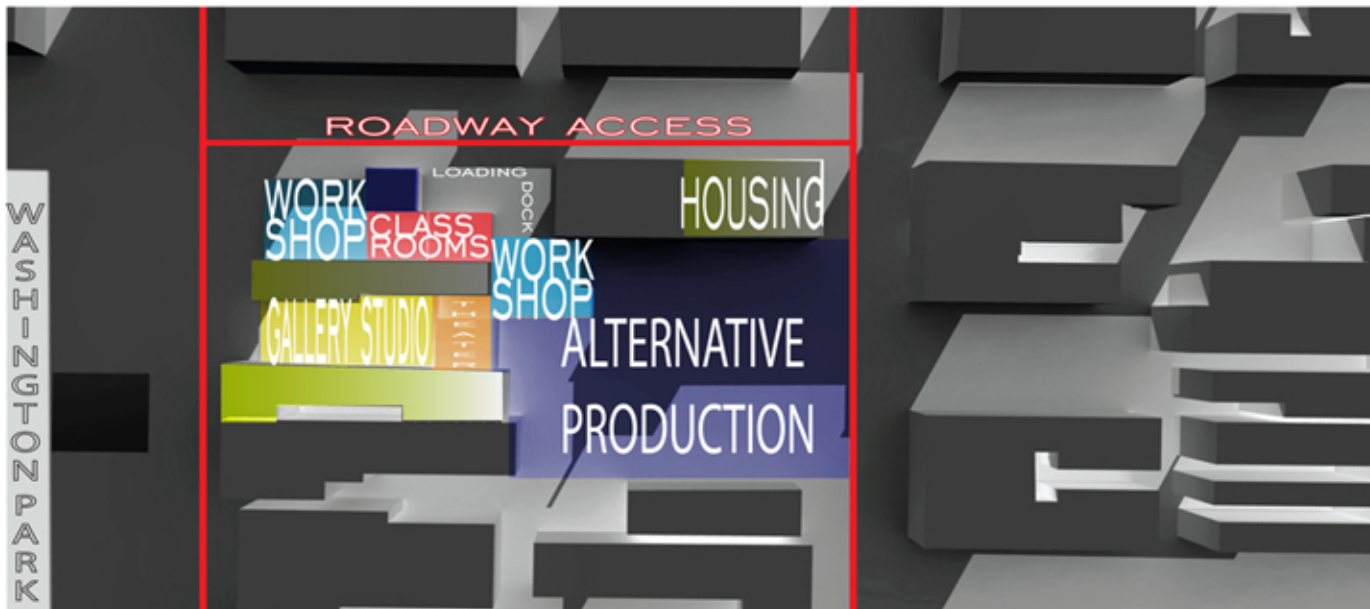 ROADWAY ACCESS
WASHINGTON PARK
LOADING
DOCK
WORK
SHOP
CLASS
ROOMS
HOUSING
WORK
SHOP
GALLERY STUDIO
ALTERNATIVE
PRODUCTION